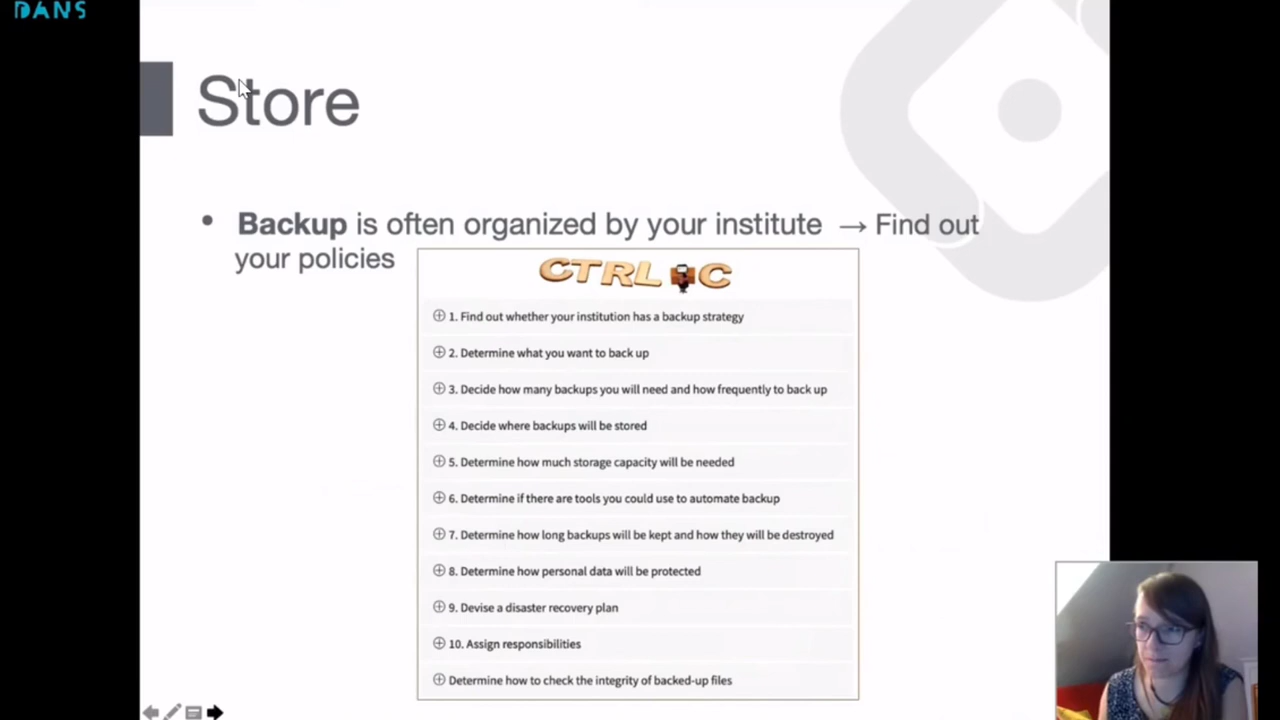 DANS
Store
• Backup is often organized by your institute → Find out
your policies
CTRL C
1. Find out whether your institution has a backup strategy
2. Determine what you want to back up
3. Decide how many backups you will need and how frequently to back up
4. Decide where backups will be stored
5. Determine how much storage capacity will be needed
6. Determine if there are tools you could use to automate backup
7. Determine how long backups will be kept and how they will be destroyed
8. Determine how personal data will be protected
9. Devise a disaster recovery plan
10. Assign responsibilities
Determine how to check the integrity of backed-up files